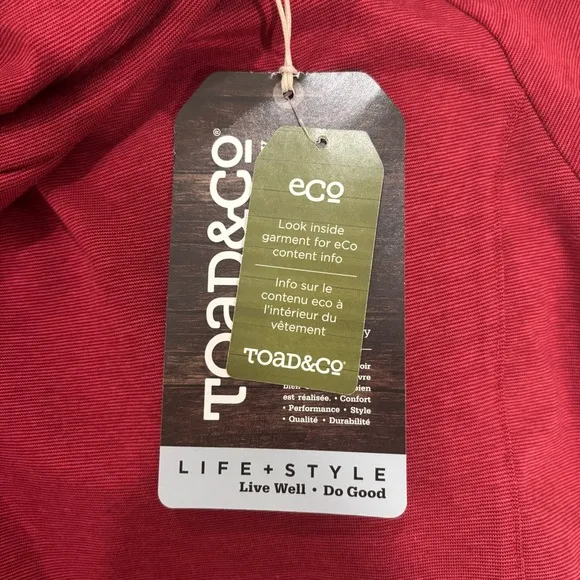 TOAD&CO®
eCo
Look inside
garment for eCo
content info
Info sur le
contenu eco à
l'intérieur du
vêtement
TOAD&CO®
est réalisée. • Confort
• Performance • Style
• Qualité • Durabilité
LIFE + STYLE
Live Well • Do Good